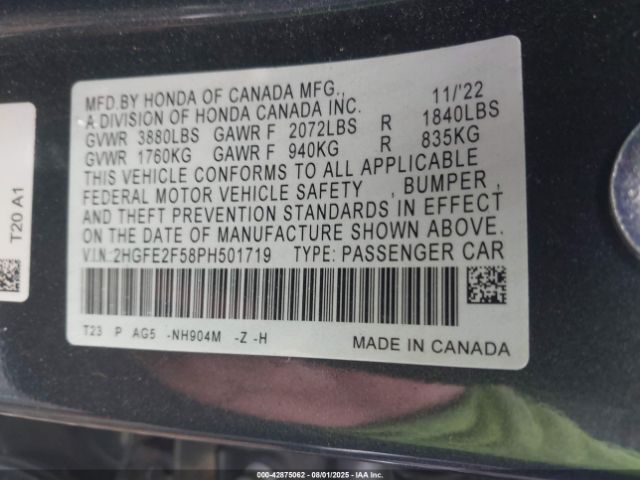 MFD.BY HONDA OF CANADA MFG., 11/'22
A DIVISION OF HONDA CANADA INC.
GVWR 3880LBS GAWR F 2072LBS R 1840LBS
GVWR 1760KG GAWR F 940KG R 835KG
THIS VEHICLE CONFORMS TO ALL APPLICABLE
FEDERAL MOTOR VEHICLE SAFETY , BUMPER ,
AND THEFT PREVENTION STANDARDS IN EFFECT
ON THE DATE OF MANUFACTURE SHOWN ABOVE.
V.I.N.:2HGFE2F58PH501719 TYPE: PASSENGER CAR
T23 P AG5 -NH904M -Z -H
MADE IN CANADA
T20 A1
000-42875062 - 08/01/2025 - IAA Inc.